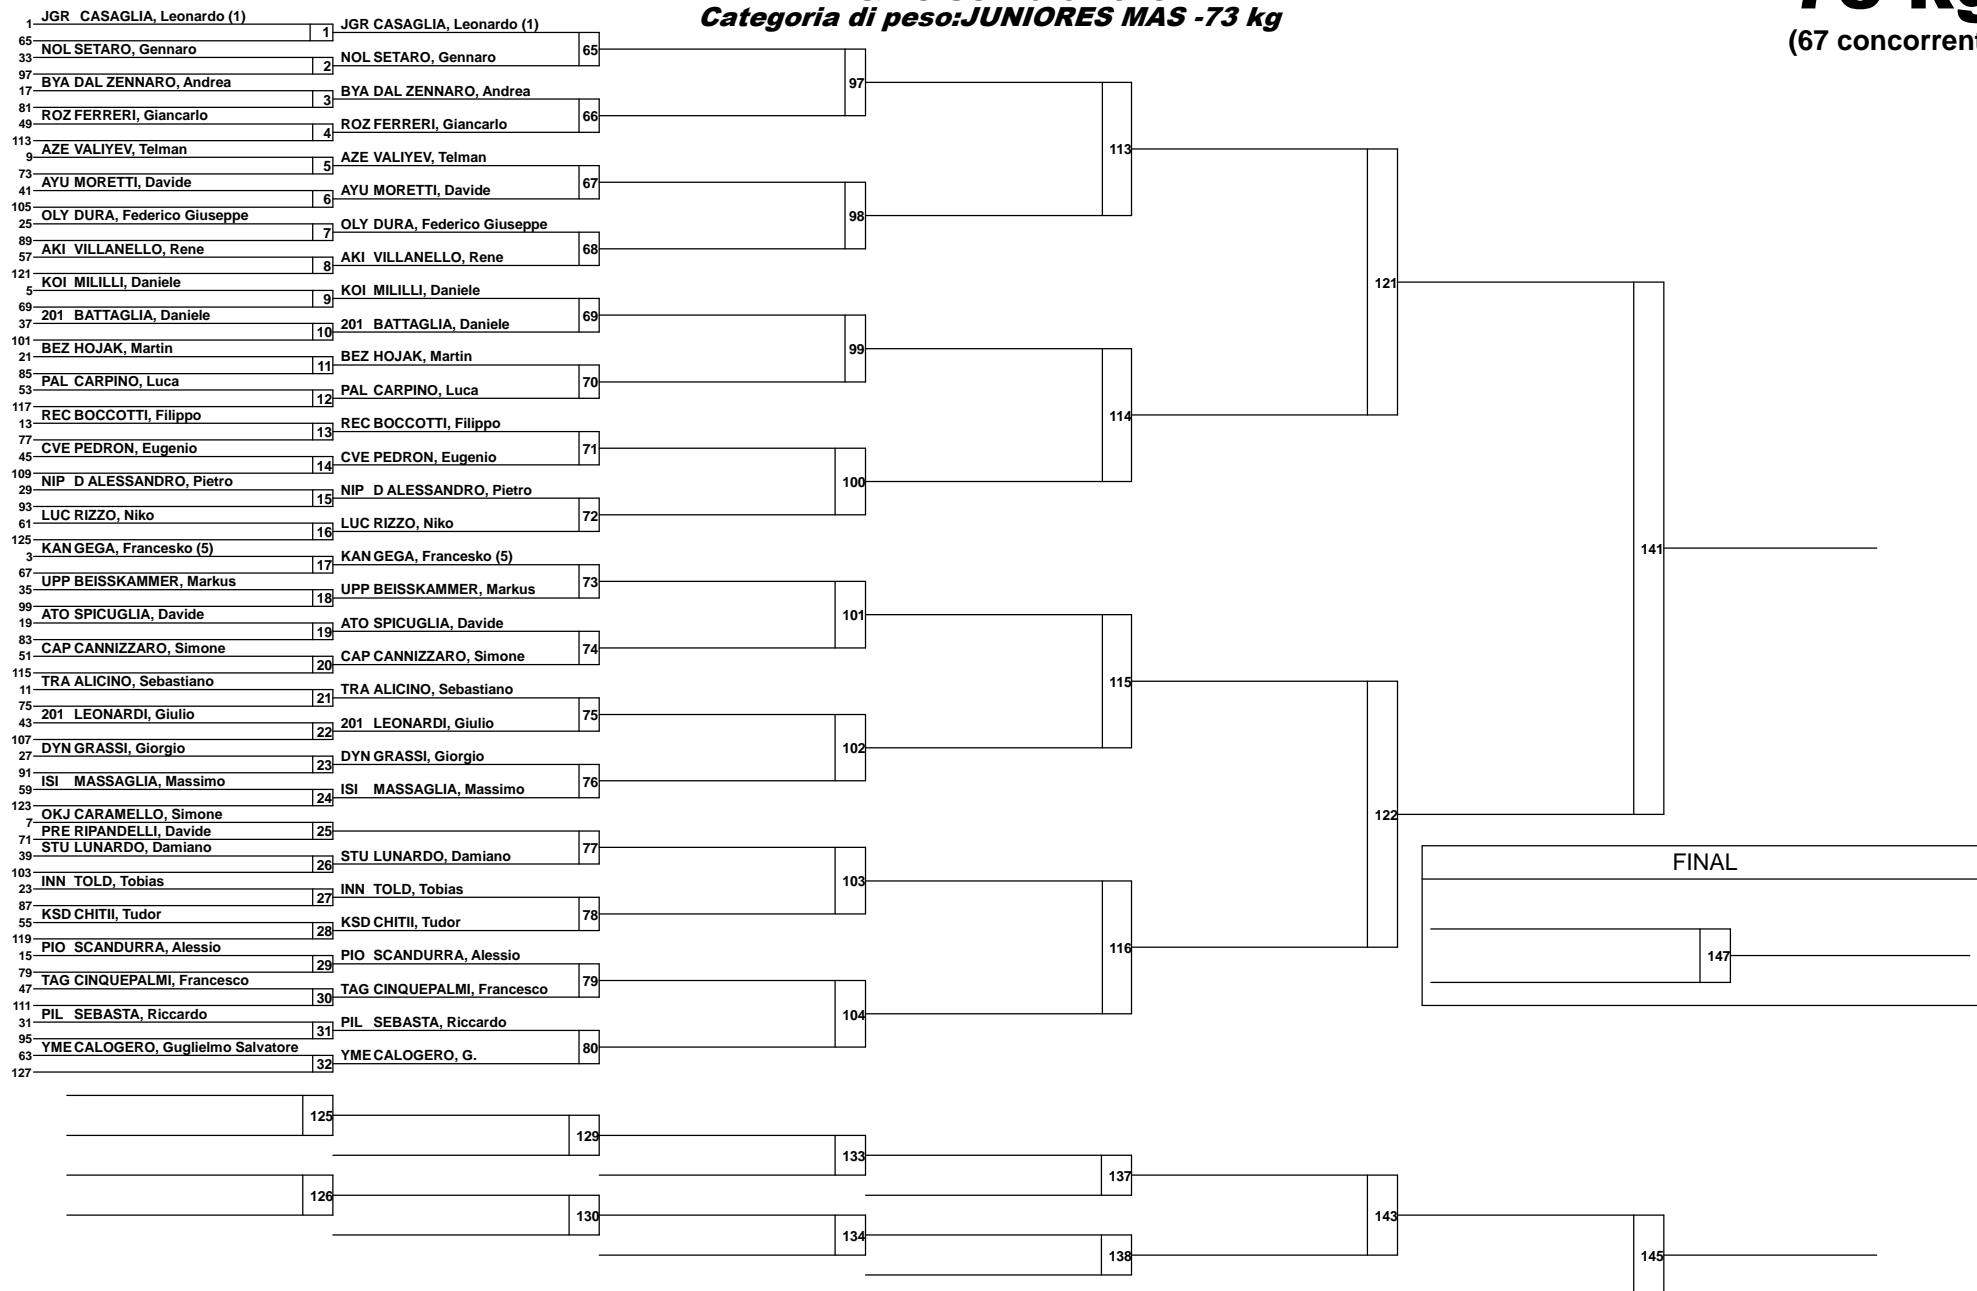 Categoria di peso:JUNIORES MAS -73 kg
(67 concorrent
1 JGR CASAGLIA, Leonardo (1)
65
1 JGR CASAGLIA, Leonardo (1)
33 NOL SETARO, Gennaro
97
2 NOL SETARO, Gennaro
65
17 BYA DAL ZENNARO, Andrea
81
3 BYA DAL ZENNARO, Andrea
49 ROZ FERRERI, Giancarlo
113
4 ROZ FERRERI, Giancarlo
66
97
9 AZE VALIYEV, Telman
73
5 AZE VALIYEV, Telman
41 AYU MORETTI, Davide
105
6 AYU MORETTI, Davide
67
25 OLY DURA, Federico Giuseppe
89
7 OLY DURA, Federico Giuseppe
57 AKI VILLANELLO, Rene
121
8 AKI VILLANELLO, Rene
68
98
113
5 KOI MILILLI, Daniele
69
9 KOI MILILLI, Daniele
37 201 BATTAGLIA, Daniele
101
10 201 BATTAGLIA, Daniele
69
21 BEZ HOJAK, Martin
85
11 BEZ HOJAK, Martin
53 PAL CARPINO, Luca
117
12 PAL CARPINO, Luca
70
99
13 REC BOCCOTTI, Filippo
77
13 REC BOCCOTTI, Filippo
45 CVE PEDRON, Eugenio
109
14 CVE PEDRON, Eugenio
71
29 NIP D ALESSANDRO, Pietro
93
15 NIP D ALESSANDRO, Pietro
61 LUC RIZZO, Niko
125
16 LUC RIZZO, Niko
72
100
114
121
3 KAN GEGA, Francesko (5)
67
17 KAN GEGA, Francesko (5)
35 UPP BEISSKAMMER, Markus
99
18 UPP BEISSKAMMER, Markus
73
19 ATO SPICUGLIA, Davide
83
19 ATO SPICUGLIA, Davide
51 CAP CANNIZZARO, Simone
115
20 CAP CANNIZZARO, Simone
74
101
11 TRA ALICINO, Sebastiano
75
21 TRA ALICINO, Sebastiano
43 201 LEONARDI, Giulio
107
22 201 LEONARDI, Giulio
75
27 DYN GRASSI, Giorgio
91
23 DYN GRASSI, Giorgio
59 ISI MASSAGLIA, Massimo
123
24 ISI MASSAGLIA, Massimo
76
102
115
7 OKJ CARAMELLO, Simone
71 PRE RIPANDELLI, Davide
25
39 STU LUNARDO, Damiano
103
26 STU LUNARDO, Damiano
77
23 INN TOLD, Tobias
87
27 INN TOLD, Tobias
55 KSD CHITII, Tudor
119
28 KSD CHITII, Tudor
78
103
15 PIO SCANDURRA, Alessio
79
29 PIO SCANDURRA, Alessio
47 TAG CINQUEPALMI, Francesco
111
30 TAG CINQUEPALMI, Francesco
79
31 PIL SEBASTA, Riccardo
95
31 PIL SEBASTA, Riccardo
63 YME CALOGERO, Guglielmo Salvatore
127
32 YME CALOGERO, G.
80
104
116
122
141
FINAL
147
125
129
133
137
126
130
134
138
143
145